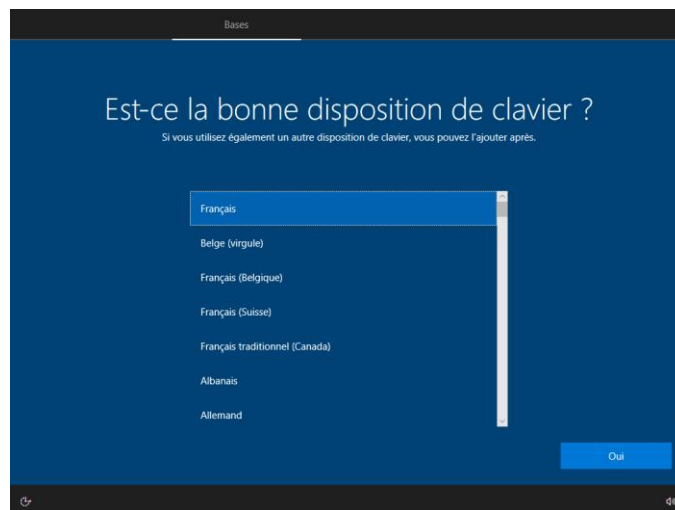 Bases
Est-ce la bonne disposition de clavier ?
Si vous utilisez également un autre disposition de clavier, vous pouvez l'ajouter après.
Français
Belge (virgule)
Français (Belgique)
Français (Suisse)
Français traditionnel (Canada)
Albanais
Allemand
Oui